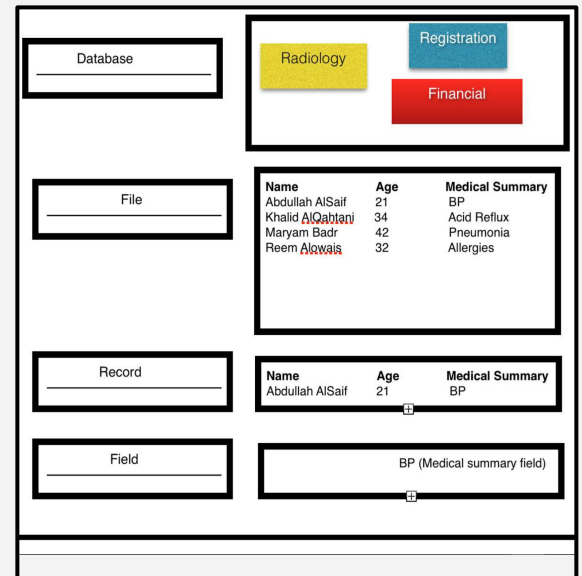 Database
Radiology
Registration
Financial
File
Name Age Medical Summary
Abdullah AlSaif 21 BP
Khalid AlQahtani 34 Acid Reflux
Maryam Badr 42 Pneumonia
Reem Alowais 32 Allergies
Record
Name Age Medical Summary
Abdullah AlSaif 21 BP
Field
BP (Medical summary field)